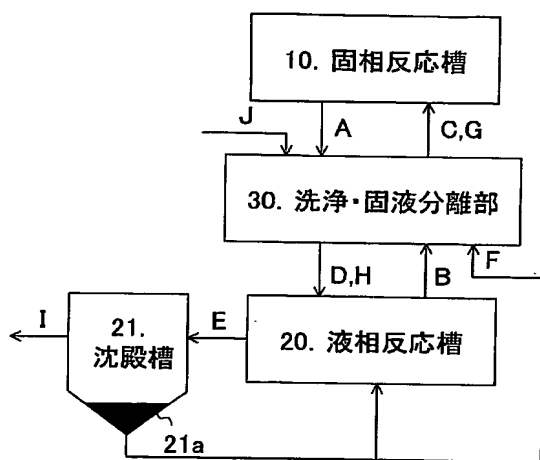 10. 固相反応槽
J
A
C,G
30. 洗浄・固液分離部
D,H
B
F
I
21.
沈殿槽
E
20. 液相反応槽
21a